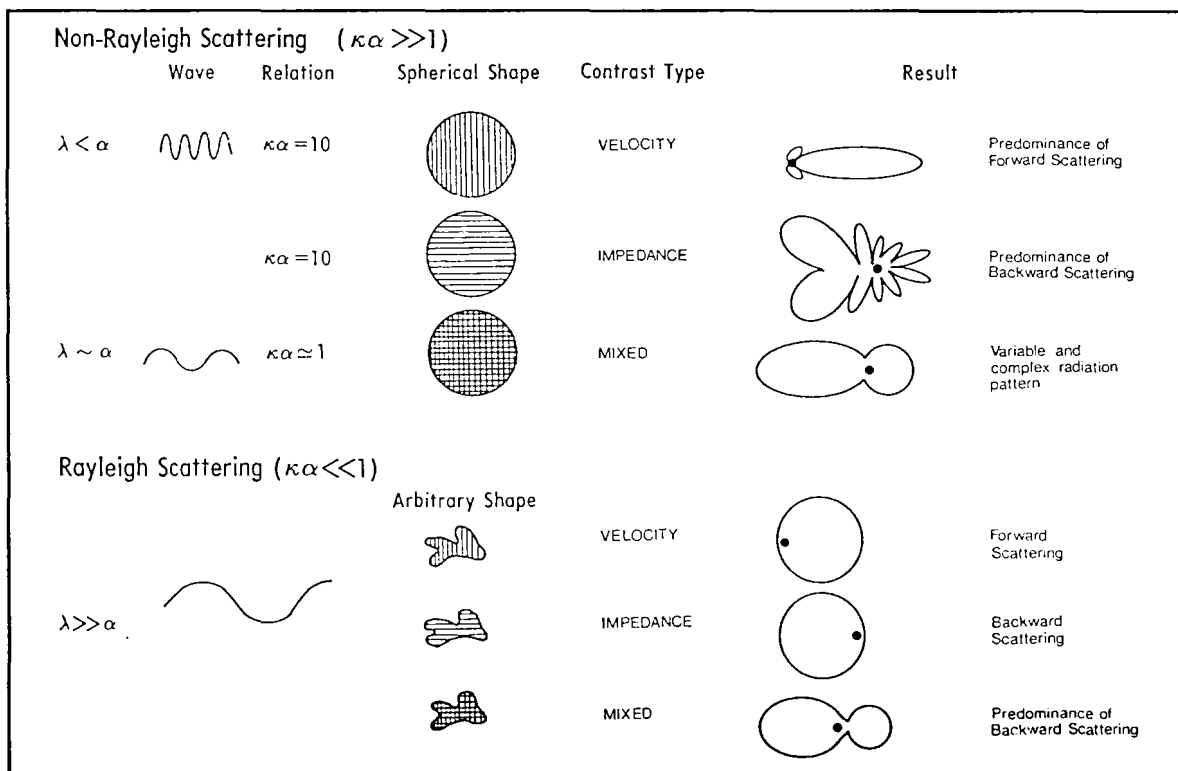 Non-Rayleigh Scattering (κα >>1)
Wave Relation Spherical Shape Contrast Type Result
λ < α κα = 10 VELOCITY Predominance of
Forward Scattering
κα = 10 IMPEDANCE Predominance of
Backward Scattering
λ ~ α κα ≃ 1 MIXED Variable and
complex radiation
pattern
Rayleigh Scattering (κα<<1)
Arbitrary Shape
VELOCITY Forward
Scattering
λ>>α IMPEDANCE Backward
Scattering
MIXED Predominance of
Backward Scattering